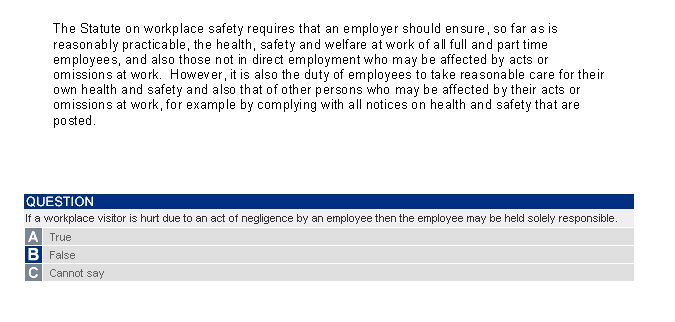 The Statute on workplace safety requires that an employer should ensure, so far as is
reasonably practicable, the health, safety and welfare at work of all full and part time
employees, and also those not in direct employment who may be affected by acts or
omissions at work.  However, it is also the duty of employees to take reasonable care for their
own health and safety and also that of other persons who may be affected by their acts or
omissions at work, for example by complying with all notices on health and safety that are
posted.
QUESTION
If a workplace visitor is hurt due to an act of negligence by an employee then the employee may be held solely responsible.
A True
B False
C Cannot say